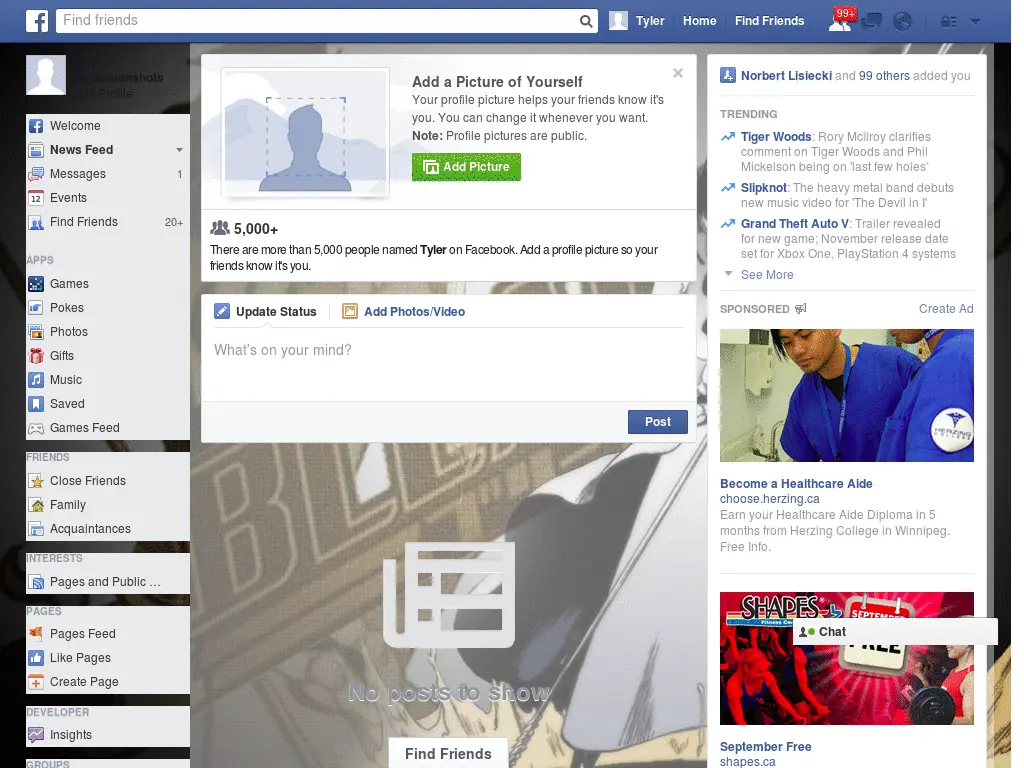 Find friends
Tyler
Home
Find Friends
99+
Edit Profile
Welcome
News Feed
Messages 1
12 Events
Find Friends 20+
APPS
Games
Pokes
Photos
Gifts
Music
Saved
Games Feed
FRIENDS
Close Friends
Family
Acquaintances
INTERESTS
Pages and Public ...
PAGES
Pages Feed
Like Pages
Create Page
DEVELOPER
Insights
GROUPS
Add a Picture of Yourself
Your profile picture helps your friends know it's
you. You can change it whenever you want.
Note: Profile pictures are public.
Add Picture
5,000+
There are more than 5,000 people named Tyler on Facebook. Add a profile picture so your
friends know it's you.
Update Status
Add Photos/Video
What's on your mind?
Post
BILL
No posts to show
Find Friends
Norbert Lisiecki and 99 others added you
TRENDING
Tiger Woods: Rory Mcilroy clarifies
comment on Tiger Woods and Phil
Mickelson being on 'last few holes'
Slipknot: The heavy metal band debuts
new music video for 'The Devil in I'
Grand Theft Auto V: Trailer revealed
for new game; November release date
set for Xbox One, PlayStation 4 systems
See More
SPONSORED
Create Ad
HERZING
COLLEGE
Become a Healthcare Aide
choose.herzing.ca
Earn your Healthcare Aide Diploma in 5
months from Herzing College in Winnipeg.
Free Info.
SHAPES
SEPTEMBER
FREE
Chat
September Free
shapes.ca